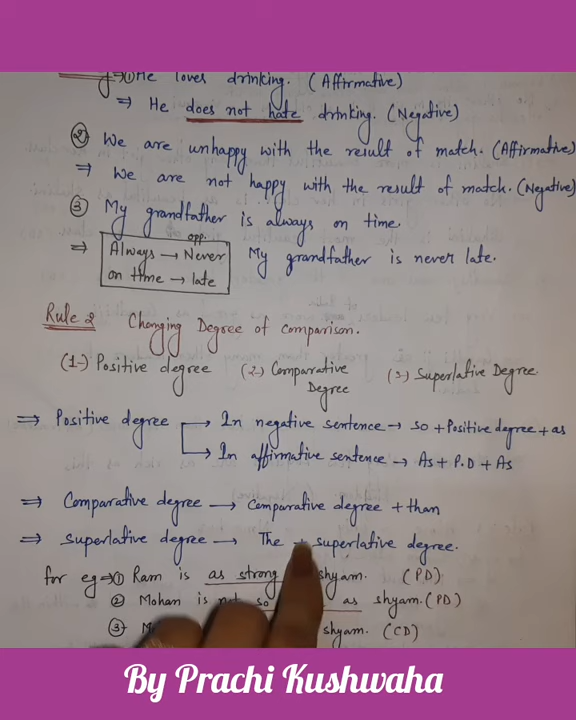 ⇒ ① He loves drinking. (Affirmative)
⇒ He does not hate drinking. (Negative)
② We are unhappy with the result of match. (Affirmative)
⇒ We are not happy with the result of match. (Negative)
③ My grandfather is always on time.
opp.
⇒ Always → Never
on time → late
My grandfather is never late.
Rule 2 Changing Degree of comparison.
(1-) Positive degree (2-) Comparative Degree (3-) Superlative Degree.
⇒ Positive degree → In negative sentence → so + Positive degree + as
→ In affirmative sentence → As + P.D + As
⇒ Comparative degree → Comparative degree + than
⇒ Superlative degree → The + superlative degree.
for eg ⇒ ① Ram is as strong shyam. (PD)
② Mohan is not so as shyam. (PD)
③ shyam. (CD)
By Prachi Kushwaha